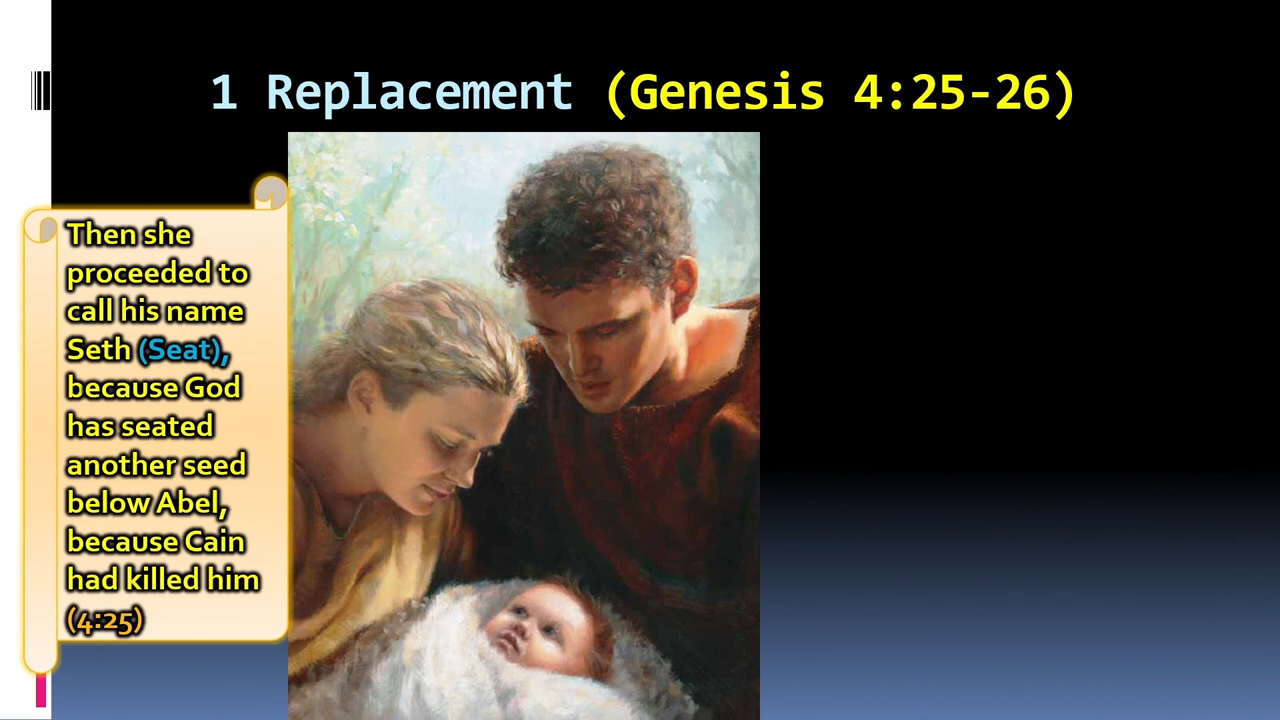 1 Replacement (Genesis 4:25-26)
Then she
proceeded to
call his name
Seth (Seat),
because God
has seated
another seed
below Abel,
because Cain
had killed him
(4:25)